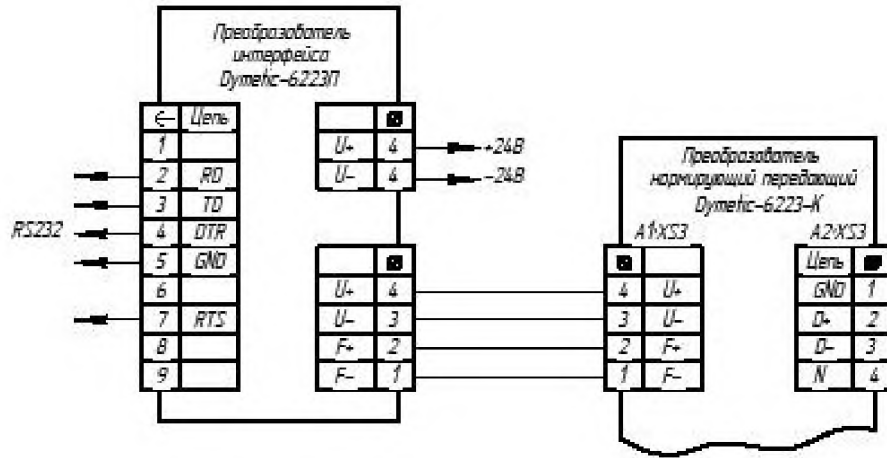 Преобразователь
интерфейса
Dymetic-6223П
Цепь
1
2 RD
3 TD
4 DTR
5 GND
6
7 RTS
8
9
RS232
U+ 4 +24В
U- 4 -24В
U+ 4
U- 3
F+ 2
F- 1
Преобразователь
нормирующий передающий
Dymetic-6223-К
A1:XS3 A2:XS3
4 U+
3 U-
2 F+
1 F-
Цепь
GND 1
D+ 2
D- 3
N 4